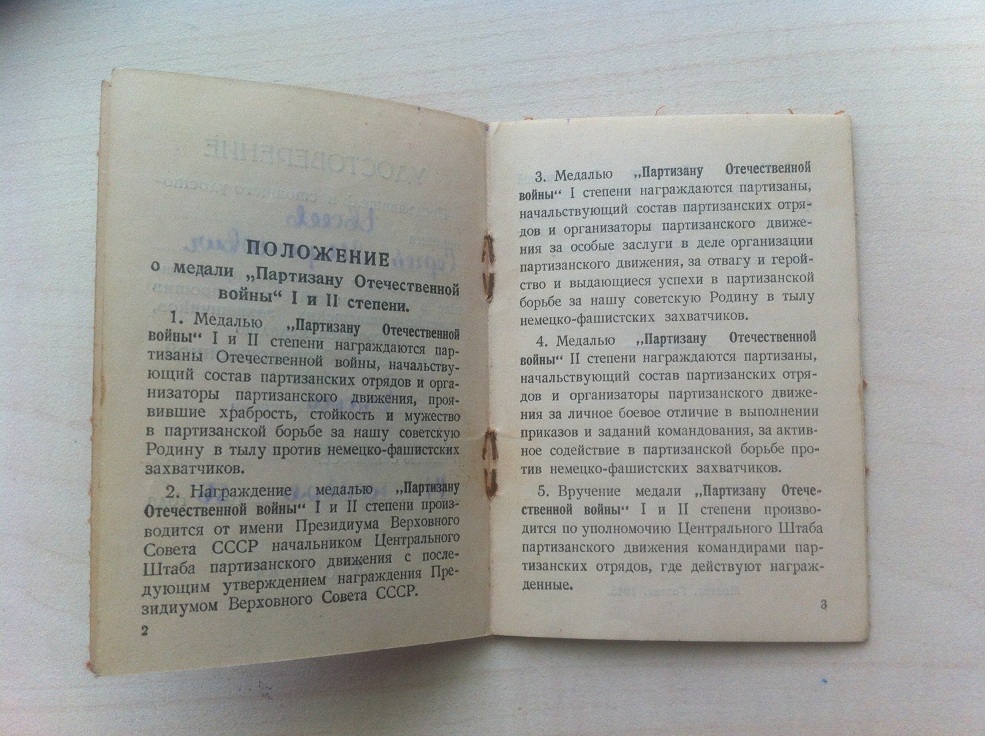 ПОЛОЖЕНИЕ
о медали „Партизану Отечественной
войны“ I и II степени.
1. Медалью „Партизану Отечественной
войны“ I и II степени награждаются пар-
тизаны Отечественной войны, начальству-
ющий состав партизанских отрядов и орга-
низаторы партизанского движения, проя-
вившие храбрость, стойкость и мужество
в партизанской борьбе за нашу советскую
Родину в тылу против немецко-фашистских
захватчиков.
2. Награждение медалью „Партизану
Отечественной войны“ I и II степени произ-
водится от имени Президиума Верховного
Совета СССР начальником Центрального
Штаба партизанского движения с после-
дующим утверждением награждения Пре-
зидиумом Верховного Совета СССР.
2
3. Медалью „Партизану Отечественной
войны“ I степени награждаются партизаны,
начальствующий состав партизанских отря-
дов и организаторы партизанского движе-
ния за особые заслуги в деле организации
партизанского движения, за отвагу и герой-
ство и выдающиеся успехи в партизанской
борьбе за нашу советскую Родину в тылу
немецко-фашистских захватчиков.
4. Медалью „Партизану Отечественной
войны“ II степени награждаются партизаны,
начальствующий состав партизанских отря-
дов и организаторы партизанского движе-
ния за личное боевое отличие в выполнении
приказов и заданий командования, за актив-
ное содействие в партизанской борьбе про-
тив немецко-фашистских захватчиков.
5. Вручение медали „Партизану Отече-
ственной войны“ I и II степени произво-
дится по уполномочию Центрального Штаба
партизанского движения командирами пар-
тизанских отрядов, где действуют награж-
денные.
3